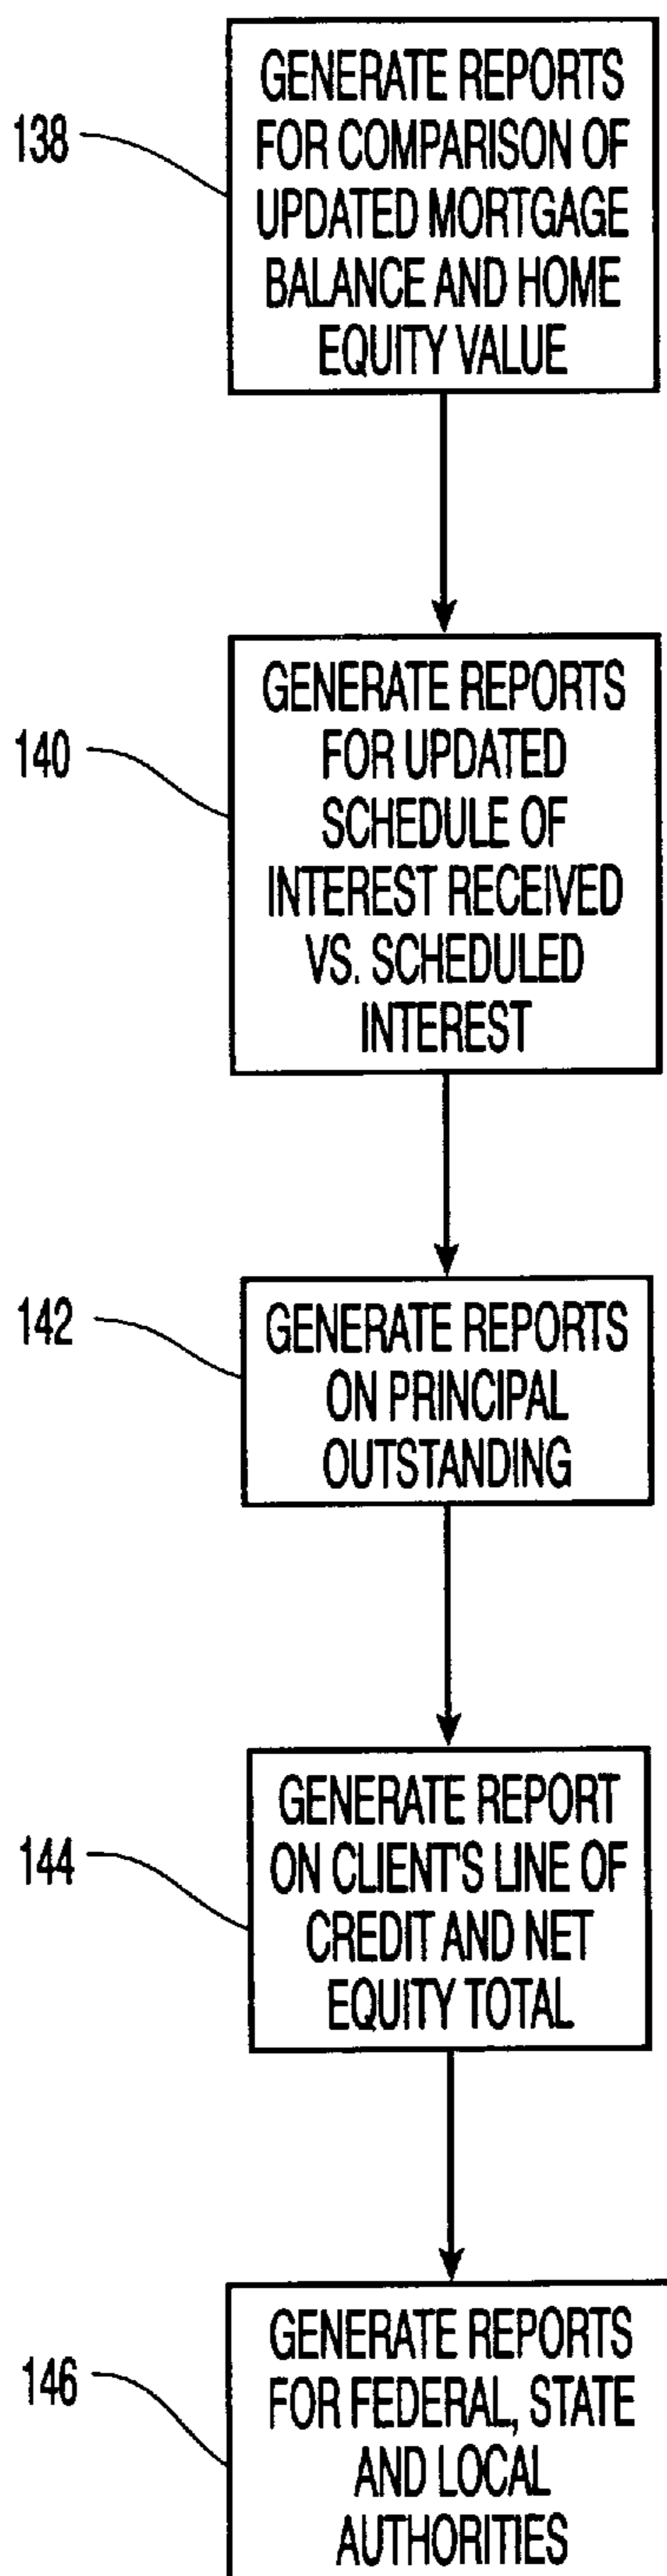 138
GENERATE REPORTS
FOR COMPARISON OF
UPDATED MORTGAGE
BALANCE AND HOME
EQUITY VALUE
140
GENERATE REPORTS
FOR UPDATED
SCHEDULE OF
INTEREST RECEIVED
VS. SCHEDULED
INTEREST
142
GENERATE REPORTS
ON PRINCIPAL
OUTSTANDING
144
GENERATE REPORT
ON CLIENT'S LINE OF
CREDIT AND NET
EQUITY TOTAL
146
GENERATE REPORTS
FOR FEDERAL, STATE
AND LOCAL
AUTHORITIES